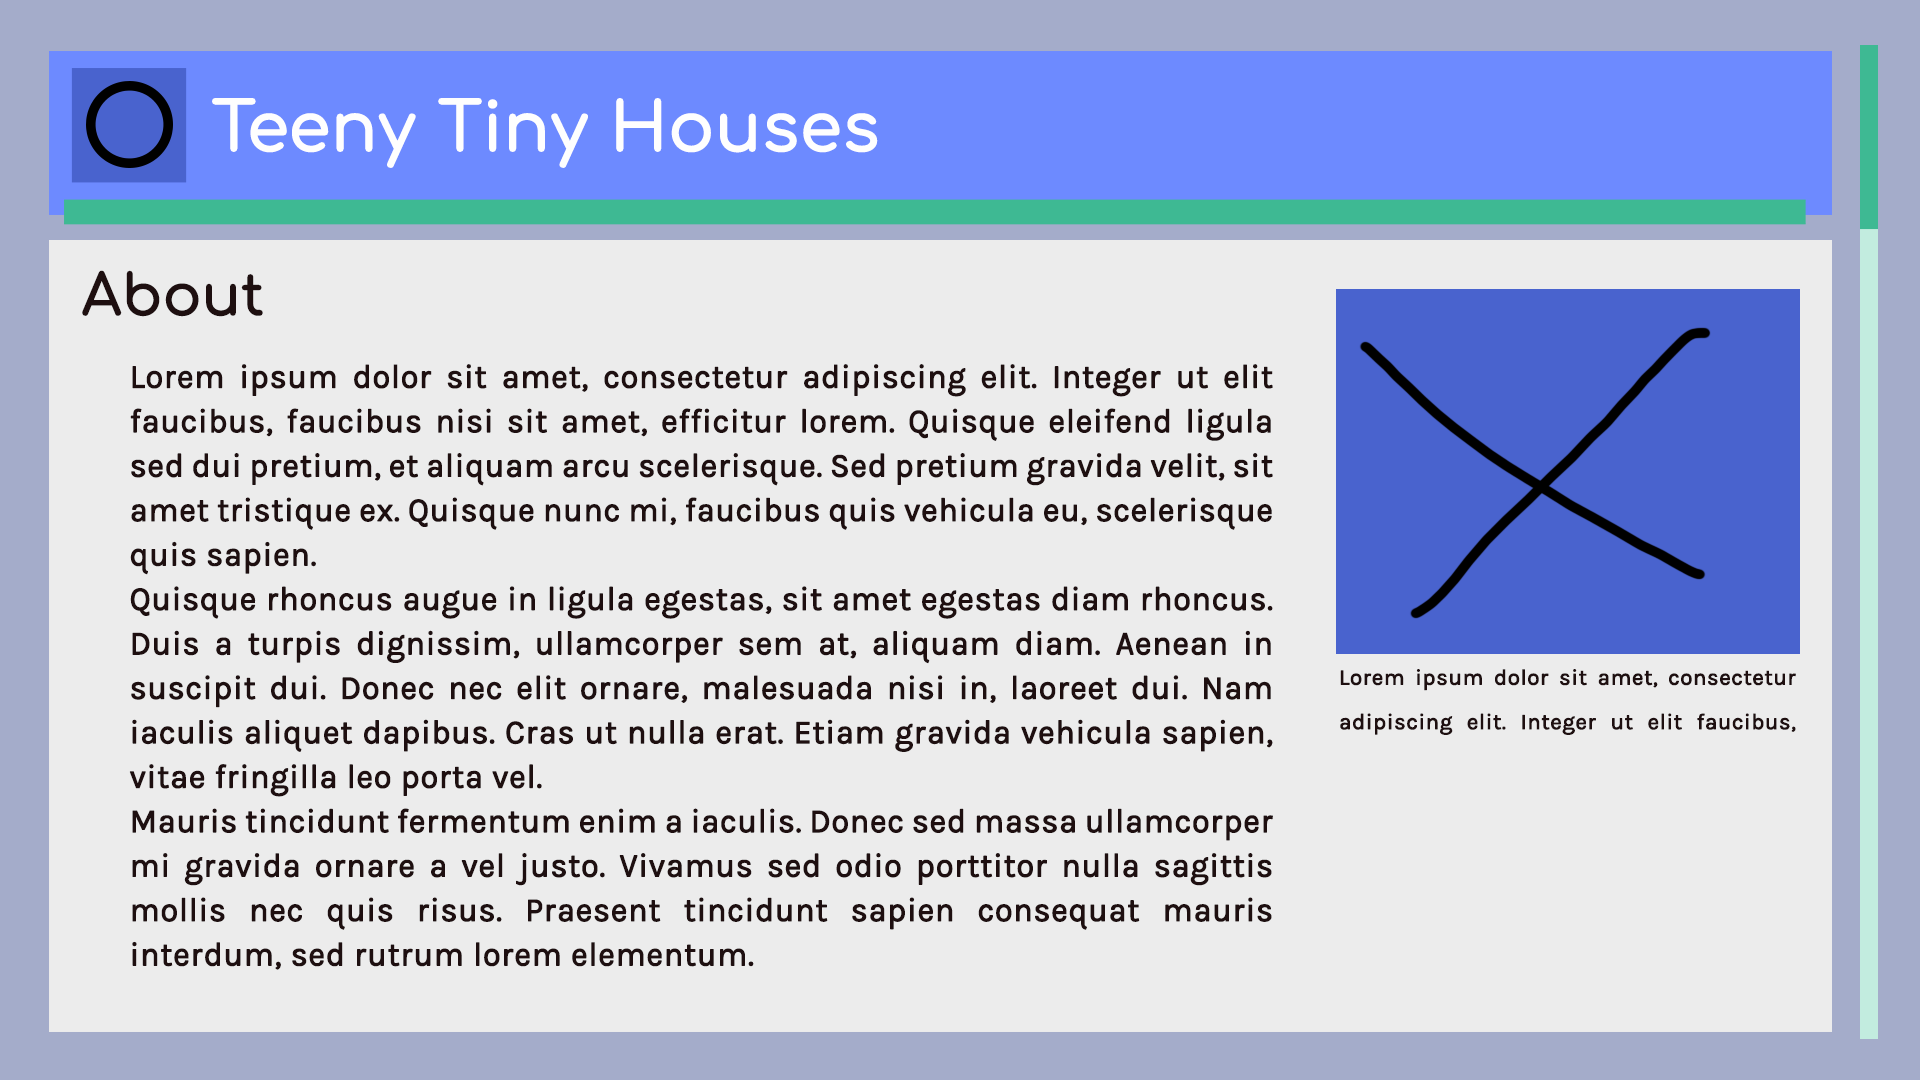 Teeny Tiny Houses
About
Lorem ipsum dolor sit amet, consectetur adipiscing elit. Integer ut elit
faucibus, faucibus nisi sit amet, efficitur lorem. Quisque eleifend ligula
sed dui pretium, et aliquam arcu scelerisque. Sed pretium gravida velit, sit
amet tristique ex. Quisque nunc mi, faucibus quis vehicula eu, scelerisque
quis sapien.
Quisque rhoncus augue in ligula egestas, sit amet egestas diam rhoncus.
Duis a turpis dignissim, ullamcorper sem at, aliquam diam. Aenean in
suscipit dui. Donec nec elit ornare, malesuada nisi in, laoreet dui. Nam
iaculis aliquet dapibus. Cras ut nulla erat. Etiam gravida vehicula sapien,
vitae fringilla leo porta vel.
Mauris tincidunt fermentum enim a iaculis. Donec sed massa ullamcorper
mi gravida ornare a vel justo. Vivamus sed odio porttitor nulla sagittis
mollis nec quis risus. Praesent tincidunt sapien consequat mauris
interdum, sed rutrum lorem elementum.
Lorem ipsum dolor sit amet, consectetur
adipiscing elit. Integer ut elit faucibus,